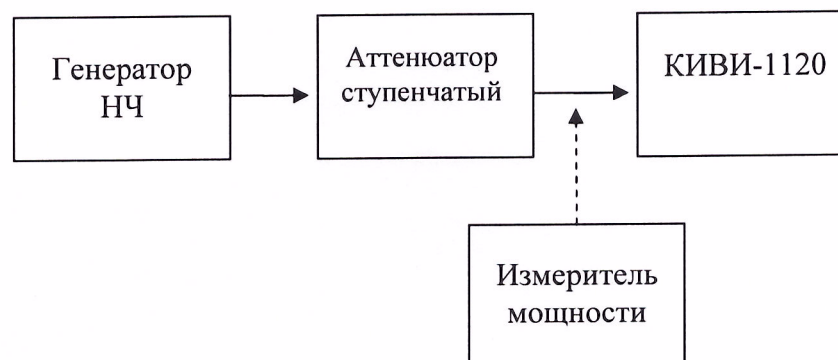 Генератор
НЧ
Аттенюатор
ступенчатый
КИВИ-1120
Измеритель
мощности